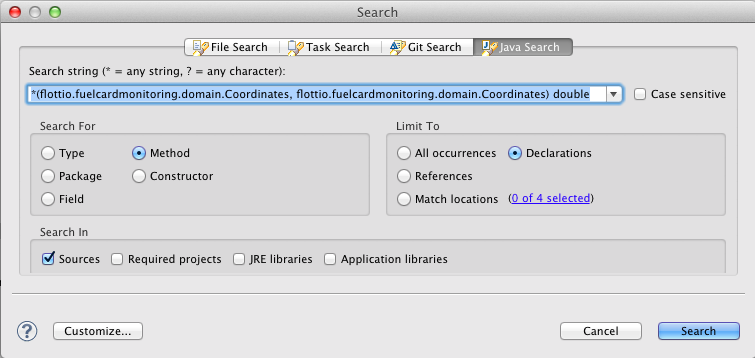 Search
File Search Task Search Git Search Java Search
Search string (* = any string, ? = any character):
*(flottio.fuelcardmonitoring.domain.Coordinates, flottio.fuelcardmonitoring.domain.Coordinates) double Case sensitive
Search For Limit To
Type Method All occurrences Declarations
Package Constructor References
Field Match locations (0 of 4 selected)
Search In
Sources Required projects JRE libraries Application libraries
? Customize... Cancel Search